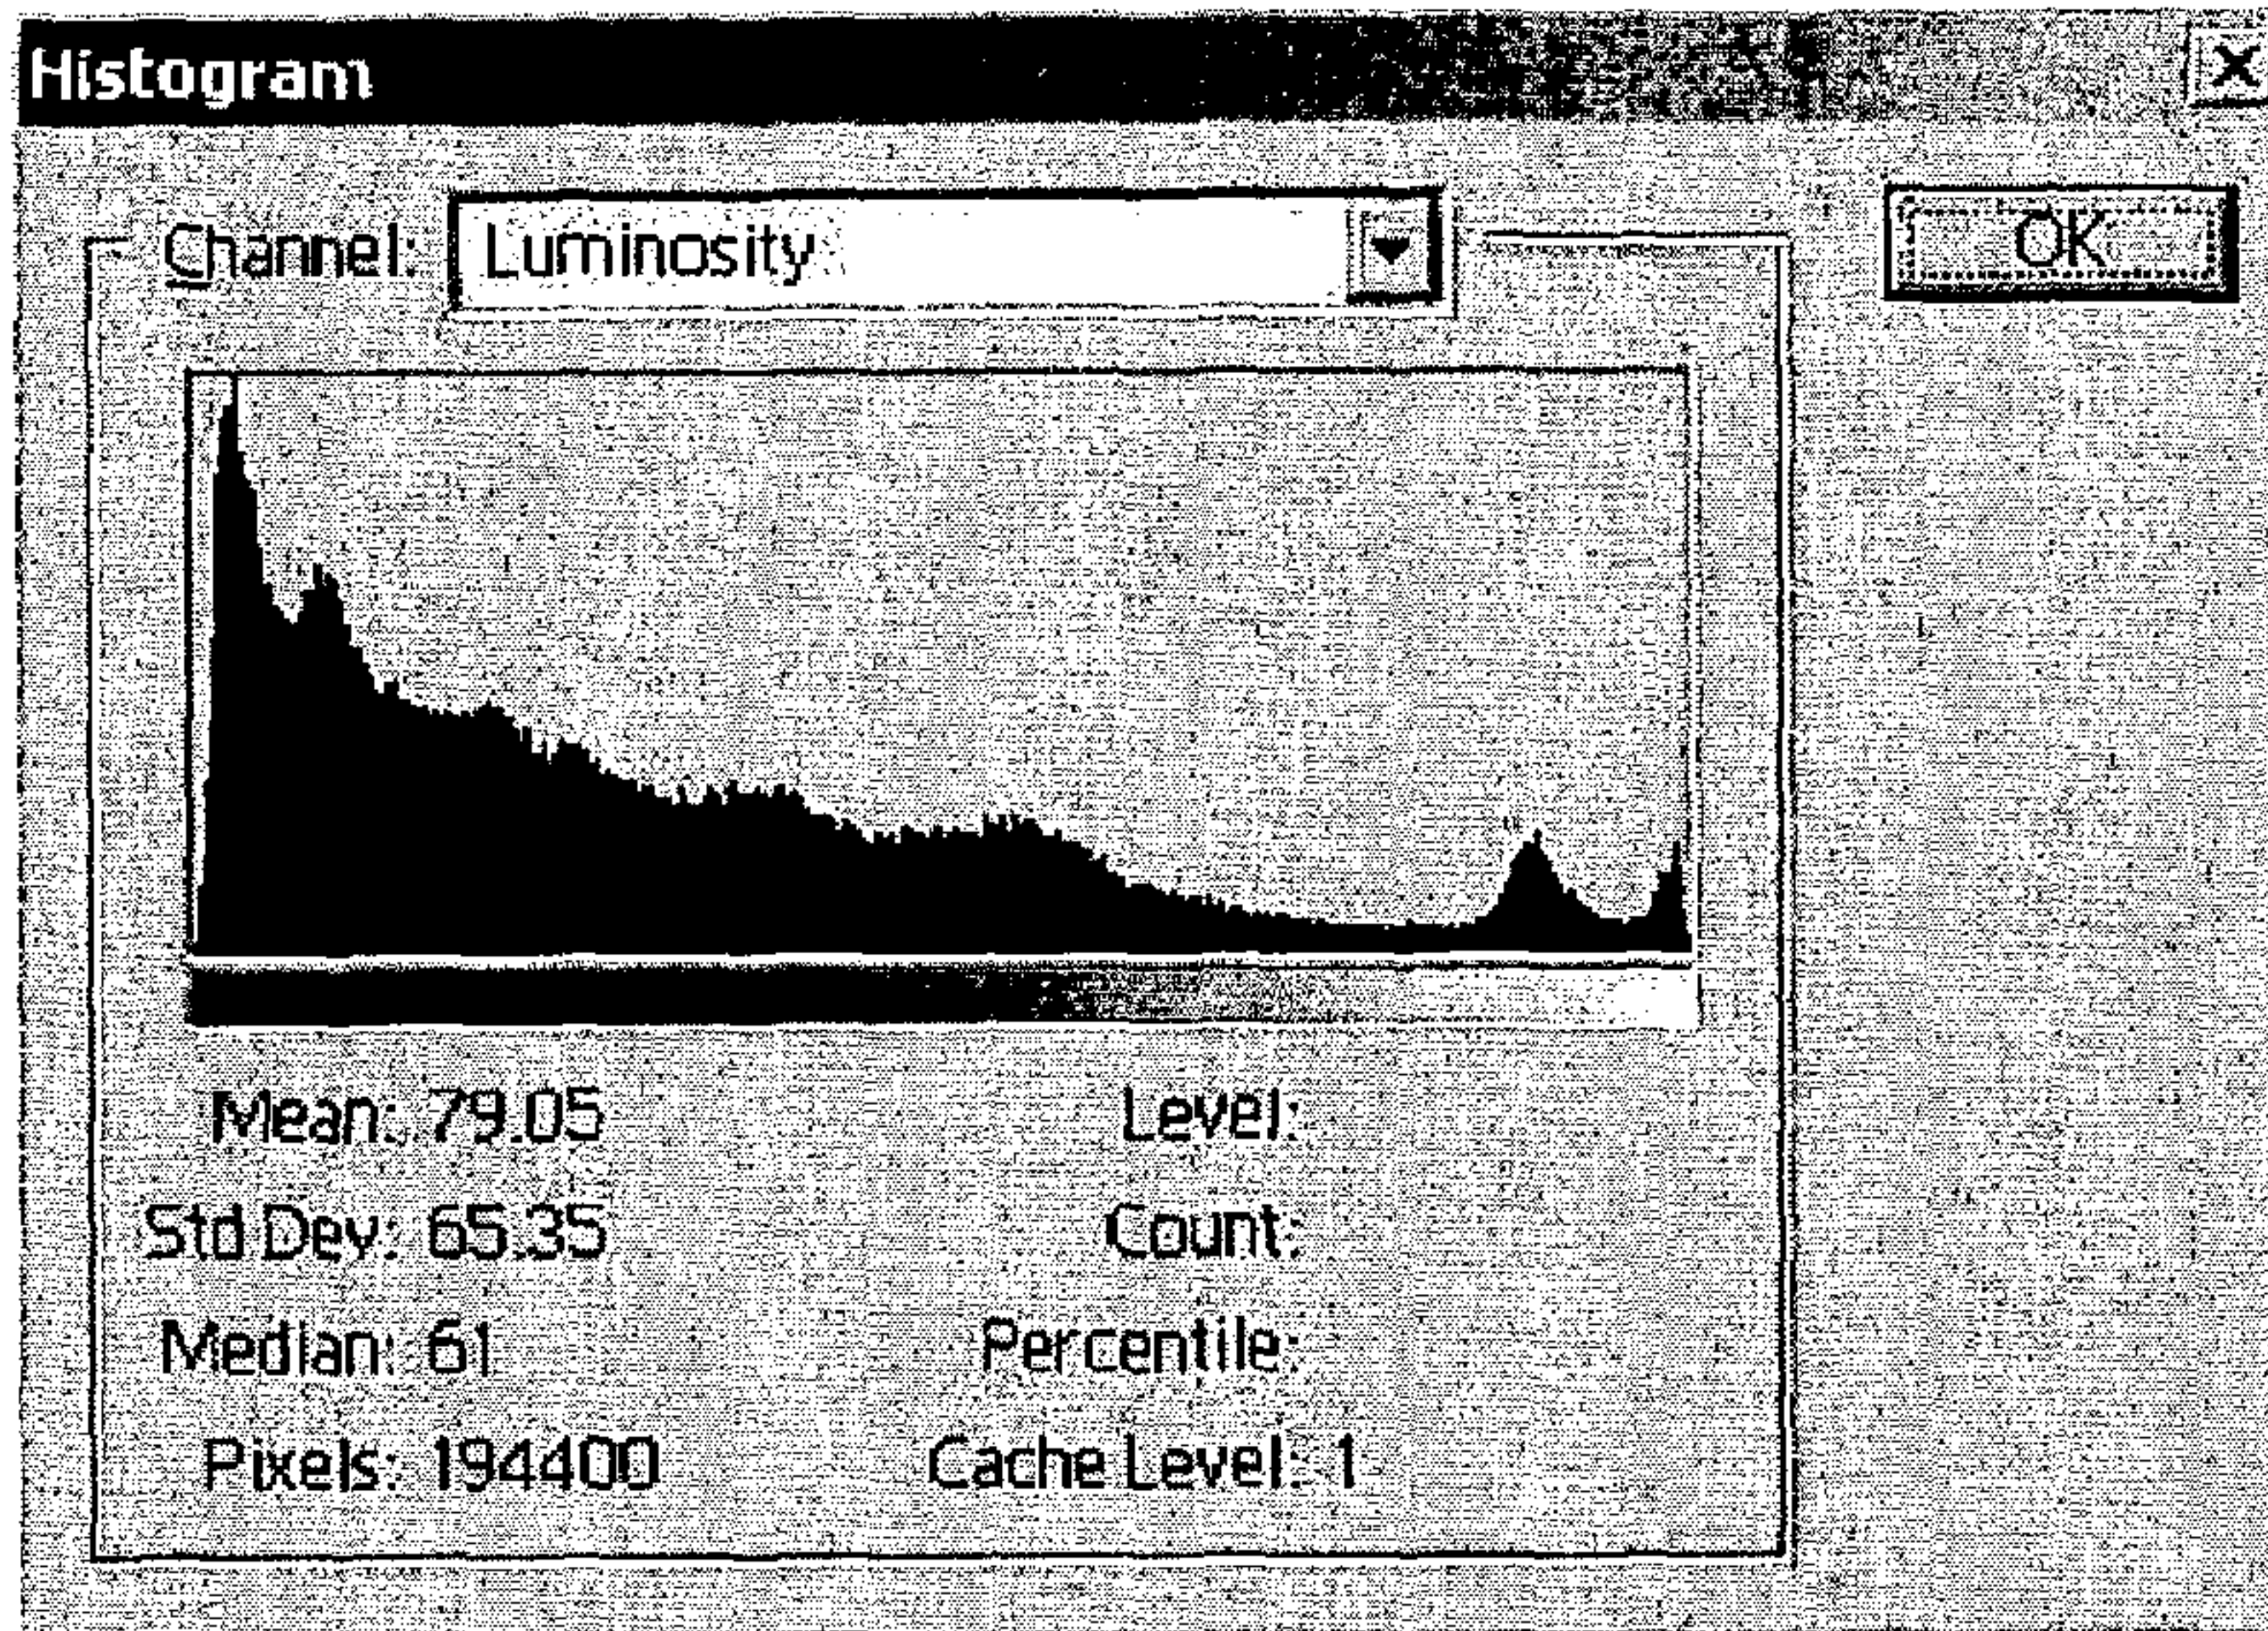 Histogram
Channel: Luminosity
OK
Mean: 79.05 Level:
Std Dev: 65.35 Count:
Median: 61 Percentile:
Pixels: 194400 Cache Level: 1